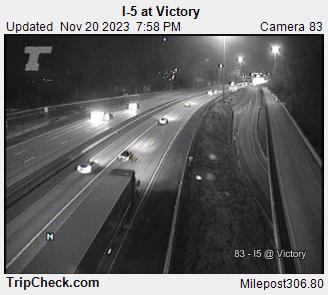 I-5 at Victory
Updated Nov 20 2023 7:58 PM Camera 83
T
N
83 - I5 @ Victory
TripCheck.com Milepost306.80